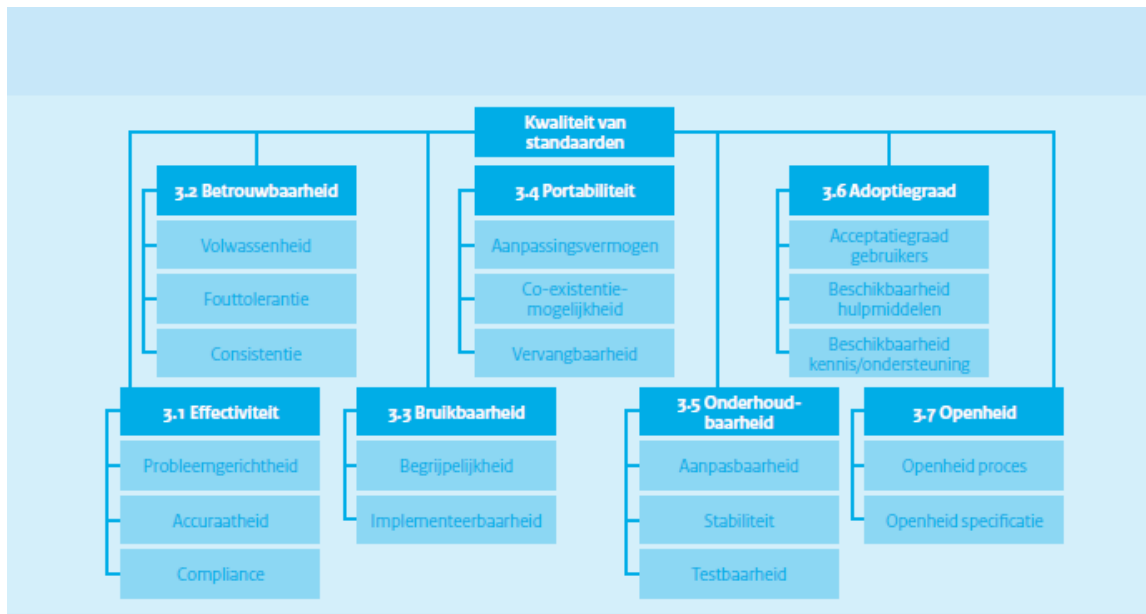 Kwaliteit van
standaarden
3.2 Betrouwbaarheid
Volwassenheid
Fouttolerantie
Consistentie
3.4 Portabiliteit
Aanpassingsvermogen
Co-existentie-
mogelijkheid
Vervangbaarheid
3.6 Adoptiegraad
Acceptatiegraad
gebruikers
Beschikbaarheid
hulpmiddelen
Beschikbaarheid
kennis/ondersteuning
3.1 Effectiviteit
Probleemgerichtheid
Accuraatheid
Compliance
3.3 Bruikbaarheid
Begrijpelijkheid
Implementeerbaarheid
3.5 Onderhoud-
baarheid
Aanpasbaarheid
Stabiliteit
Testbaarheid
3.7 Openheid
Openheid proces
Openheid specificatie